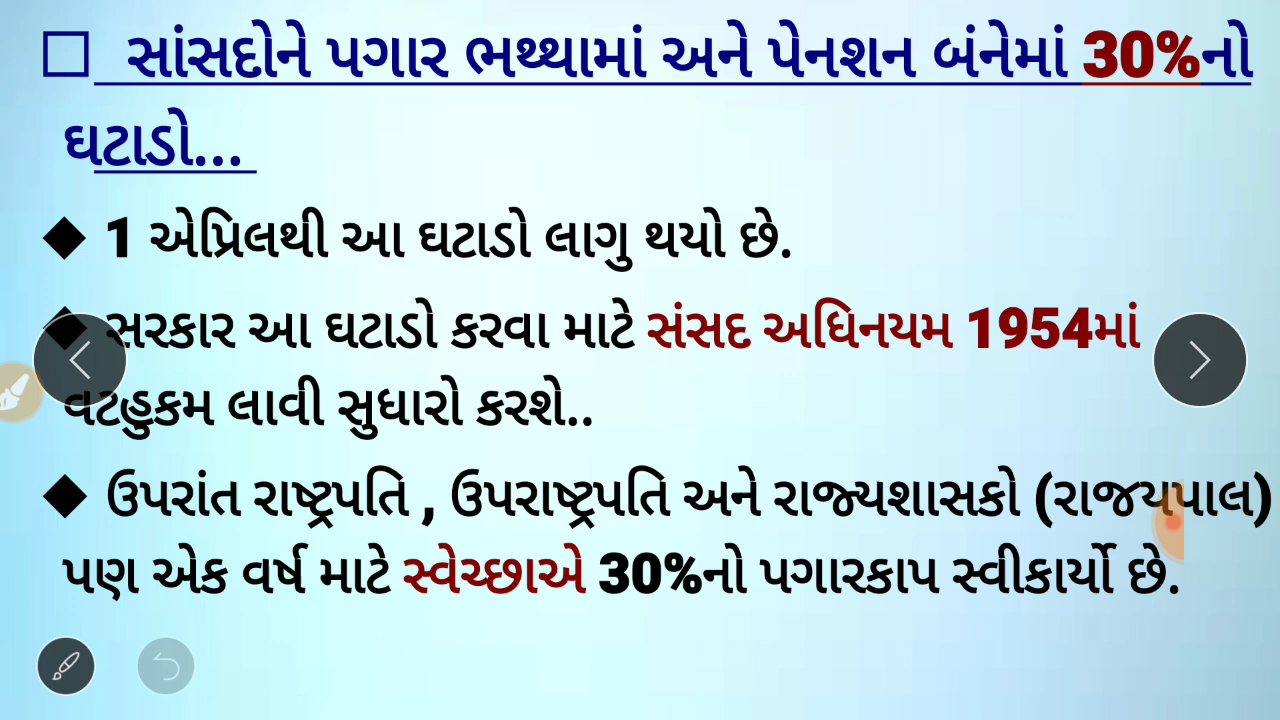 ☐ સાંસદોને પગાર ભથ્થામાં અને પેનશન બંનેમાં 30%નો
ઘટાડો...
◆ 1 એપ્રિલથી આ ઘટાડો લાગુ થયો છે.
◆ સરકાર આ ઘટાડો કરવા માટે સંસદ અધિનયમ 1954માં
વટહુકમ લાવી સુધારો કરશે..
◆ ઉપરાંત રાષ્ટ્રપતિ , ઉપરાષ્ટ્રપતિ અને રાજ્યશાસકો (રાજયપાલ)
પણ એક વર્ષ માટે સ્વેચ્છાએ 30%નો પગારકાપ સ્વીકાર્યો છે.